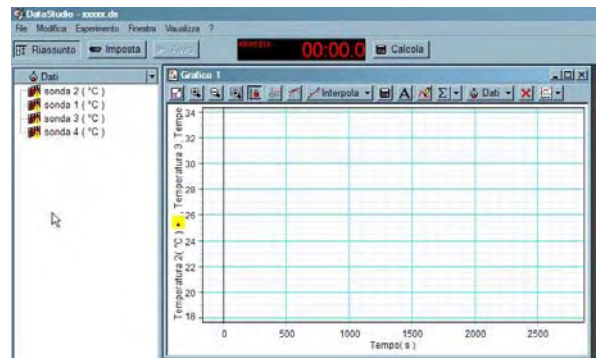 DataStudio - xxxxx.ds
File Modifica Esperimento Finestra Visualizza ?
Riassunto Imposta Avvia 00:00.0 Calcola
Dati
sonda 2 ( °C )
sonda 1 ( °C )
sonda 3 ( °C )
sonda 4 ( °C )
Grafico 1
Interpola A Σ Dati
Temperatura 2( °C ) Temperatura 3, Tempe
34
32
30
28
26
24
22
20
18
0 500 1000 1500 2000 2500
Tempo( s )